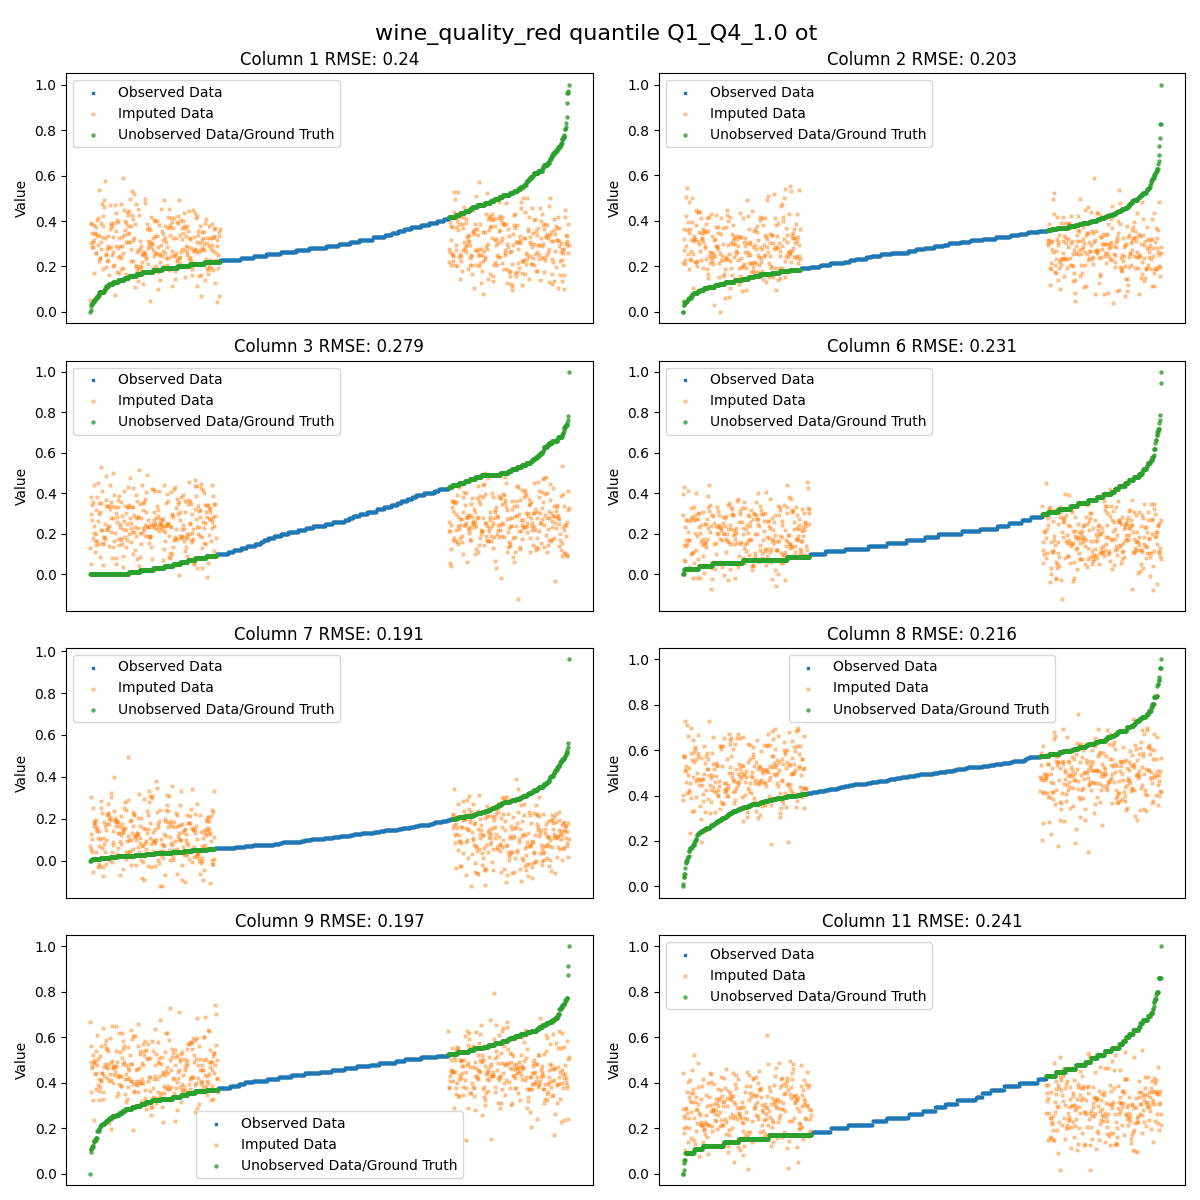 wine_quality_red quantile Q1_Q4_1.0 ot
Column 1 RMSE: 0.24
Value
1.0
0.8
0.6
0.4
0.2
0.0
Observed Data
Imputed Data
Unobserved Data/Ground Truth
Column 2 RMSE: 0.203
Value
1.0
0.8
0.6
0.4
0.2
0.0
Observed Data
Imputed Data
Unobserved Data/Ground Truth
Column 3 RMSE: 0.279
Value
1.0
0.8
0.6
0.4
0.2
0.0
Observed Data
Imputed Data
Unobserved Data/Ground Truth
Column 6 RMSE: 0.231
Value
1.0
0.8
0.6
0.4
0.2
0.0
Observed Data
Imputed Data
Unobserved Data/Ground Truth
Column 7 RMSE: 0.191
Value
1.0
0.8
0.6
0.4
0.2
0.0
Observed Data
Imputed Data
Unobserved Data/Ground Truth
Column 8 RMSE: 0.216
Value
1.0
0.8
0.6
0.4
0.2
0.0
Observed Data
Imputed Data
Unobserved Data/Ground Truth
Column 9 RMSE: 0.197
Value
1.0
0.8
0.6
0.4
0.2
0.0
Observed Data
Imputed Data
Unobserved Data/Ground Truth
Column 11 RMSE: 0.241
Value
1.0
0.8
0.6
0.4
0.2
0.0
Observed Data
Imputed Data
Unobserved Data/Ground Truth